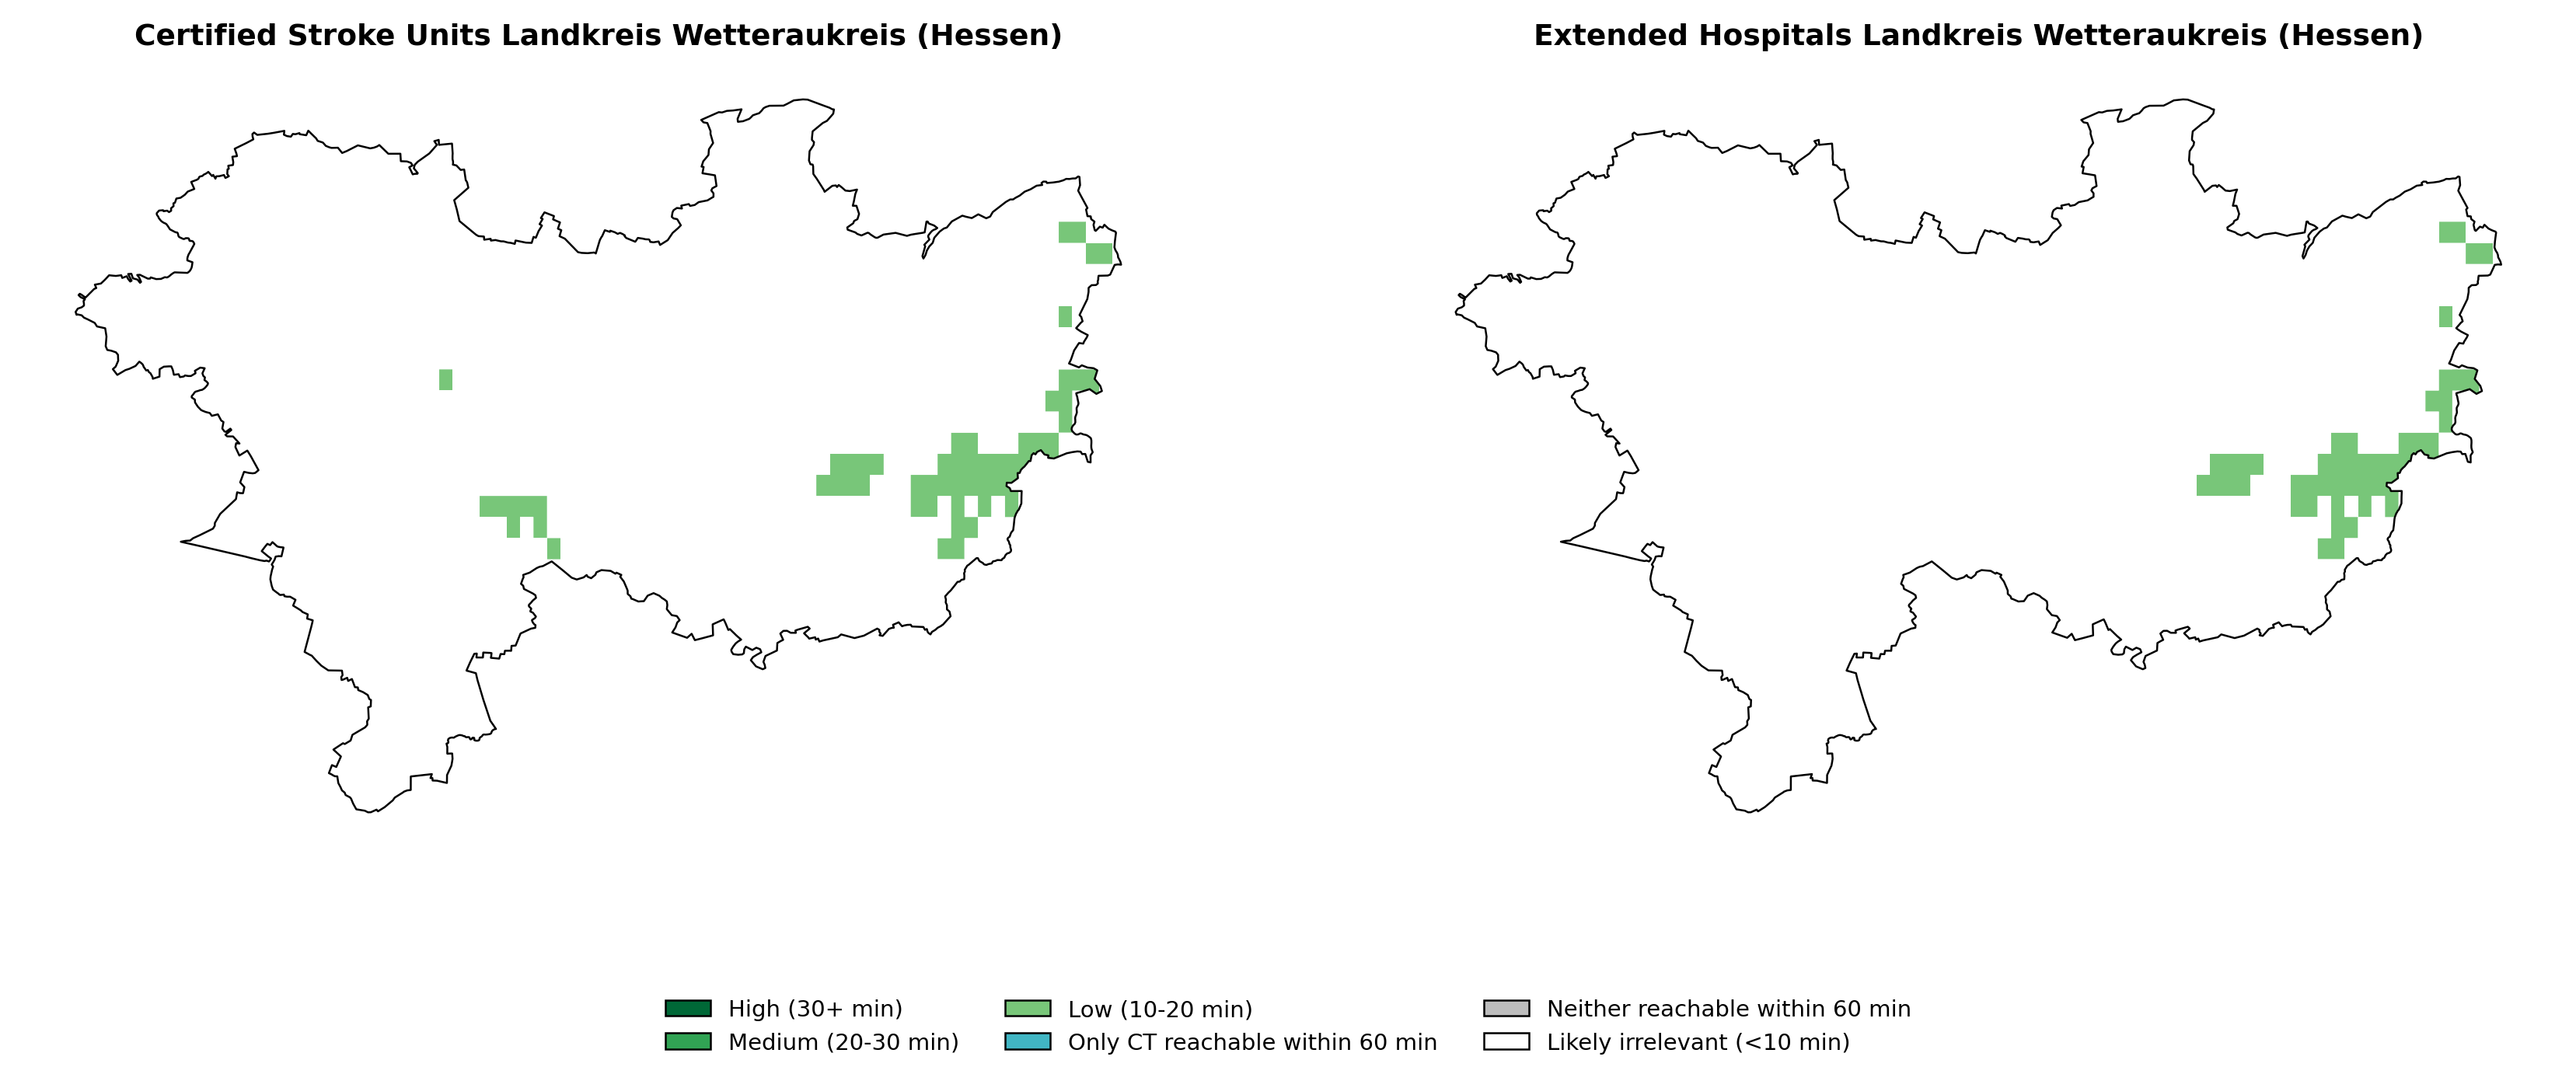 Certified Stroke Units Landkreis Wetteraukreis (Hessen)
Extended Hospitals Landkreis Wetteraukreis (Hessen)
High (30+ min)
Medium (20-30 min)
Low (10-20 min)
Only CT reachable within 60 min
Neither reachable within 60 min
Likely irrelevant (<10 min)